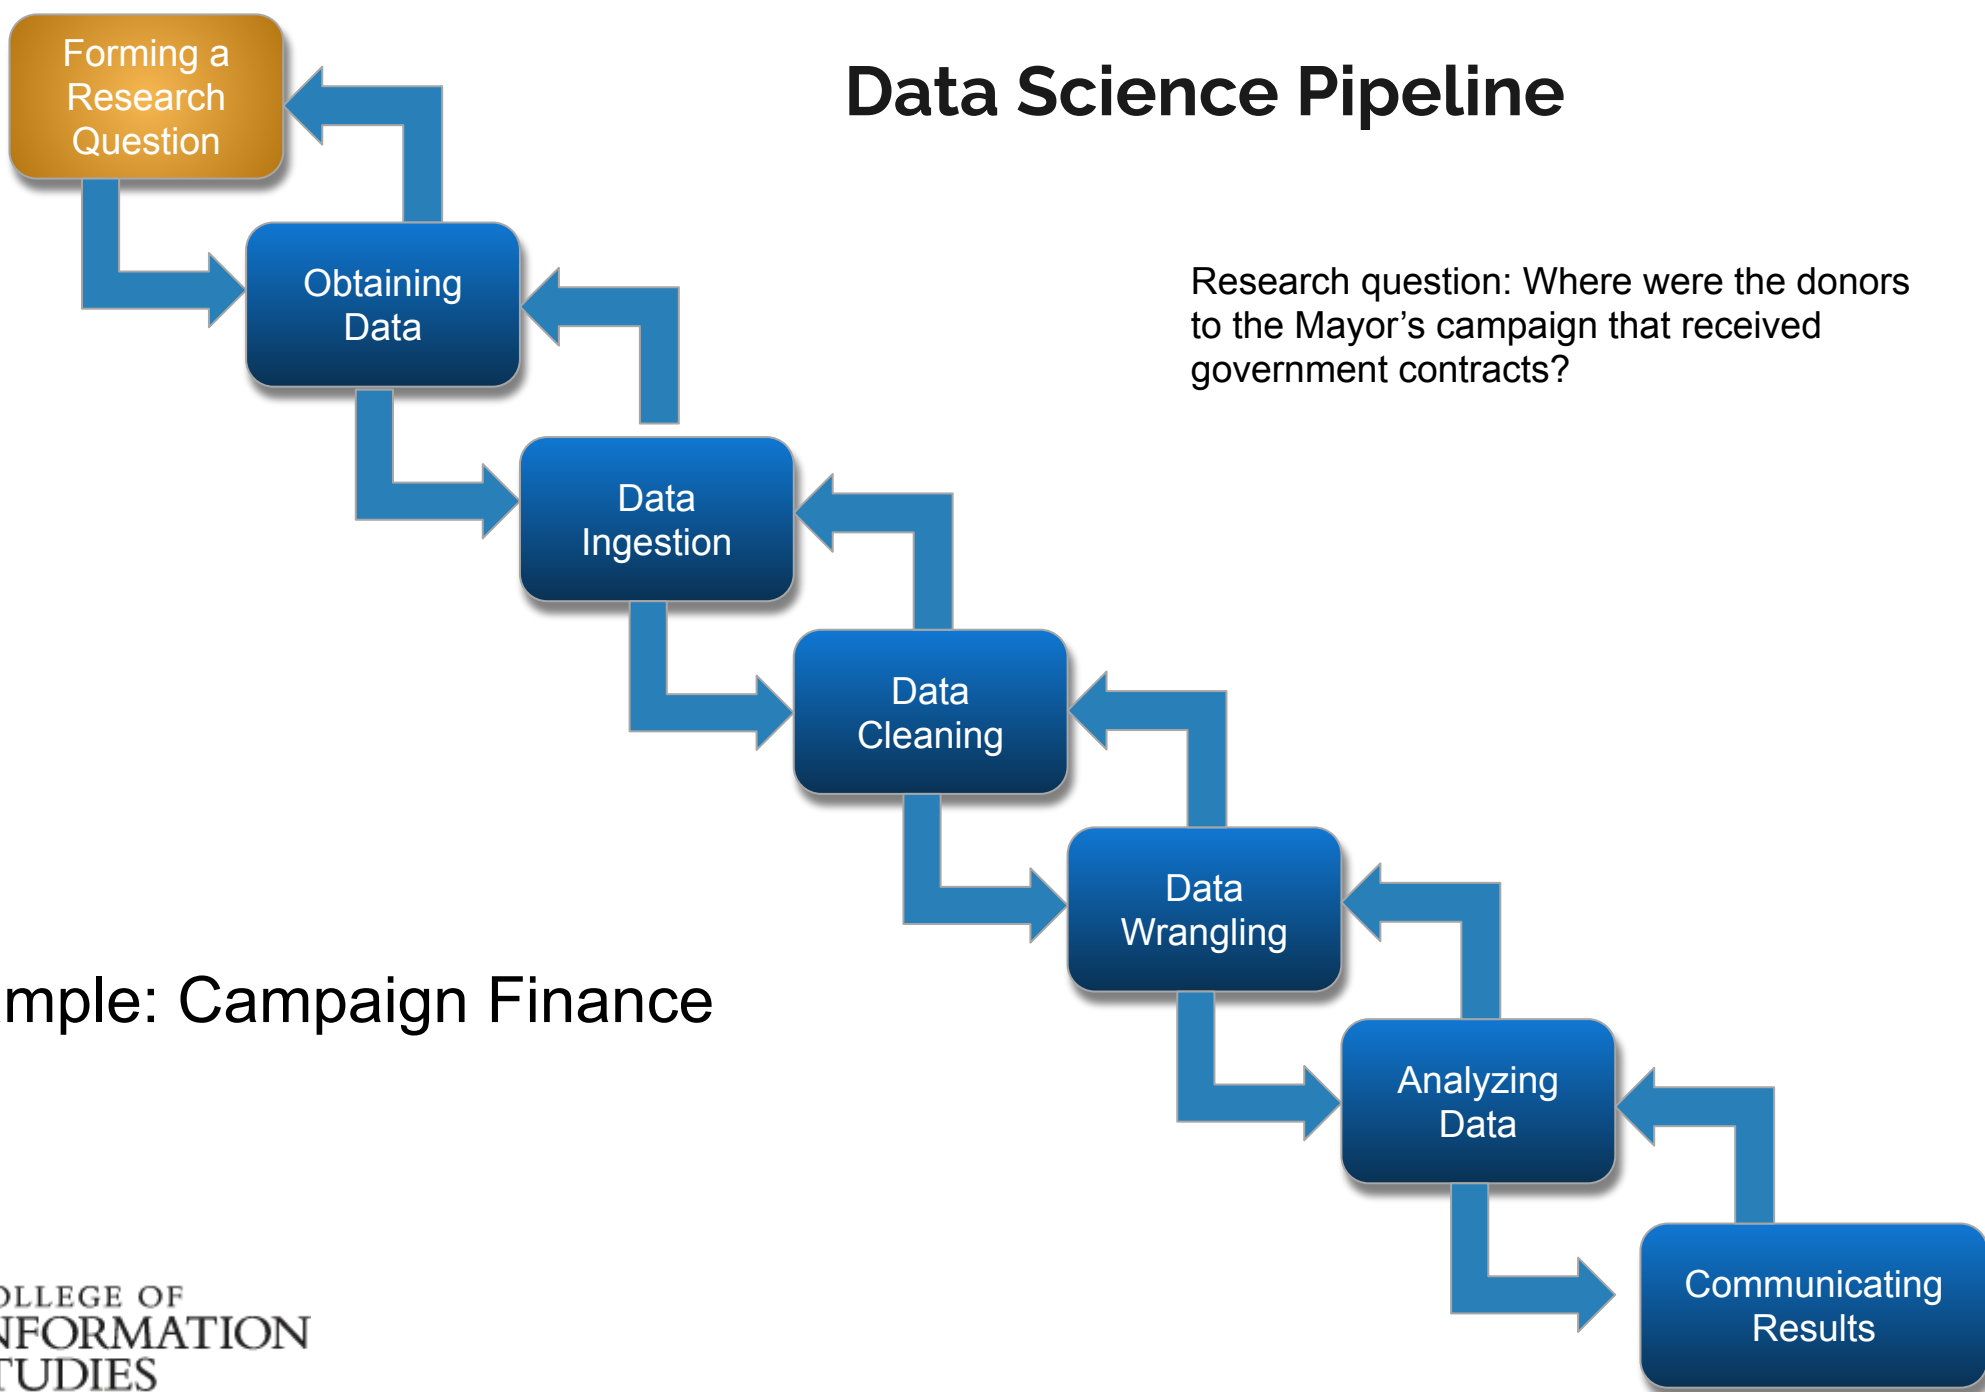 Forming a
Research
Question
Data Science Pipeline
Obtaining
Data
Research question: Where were the donors
to the Mayor’s campaign that received
government contracts?
Data
Ingestion
Data
Cleaning
Data
Wrangling
mple: Campaign Finance
Analyzing
Data
Communicating
Results
OLLEGE OF
NFORMATION
TUDIES